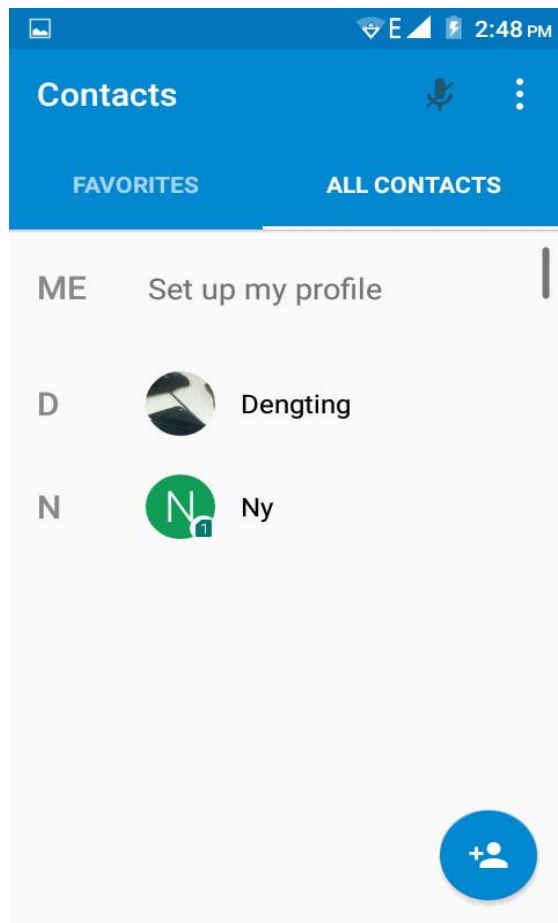 E 2:48 PM
Contacts
FAVORITES ALL CONTACTS
ME Set up my profile
D Dengting
N N 1 Ny